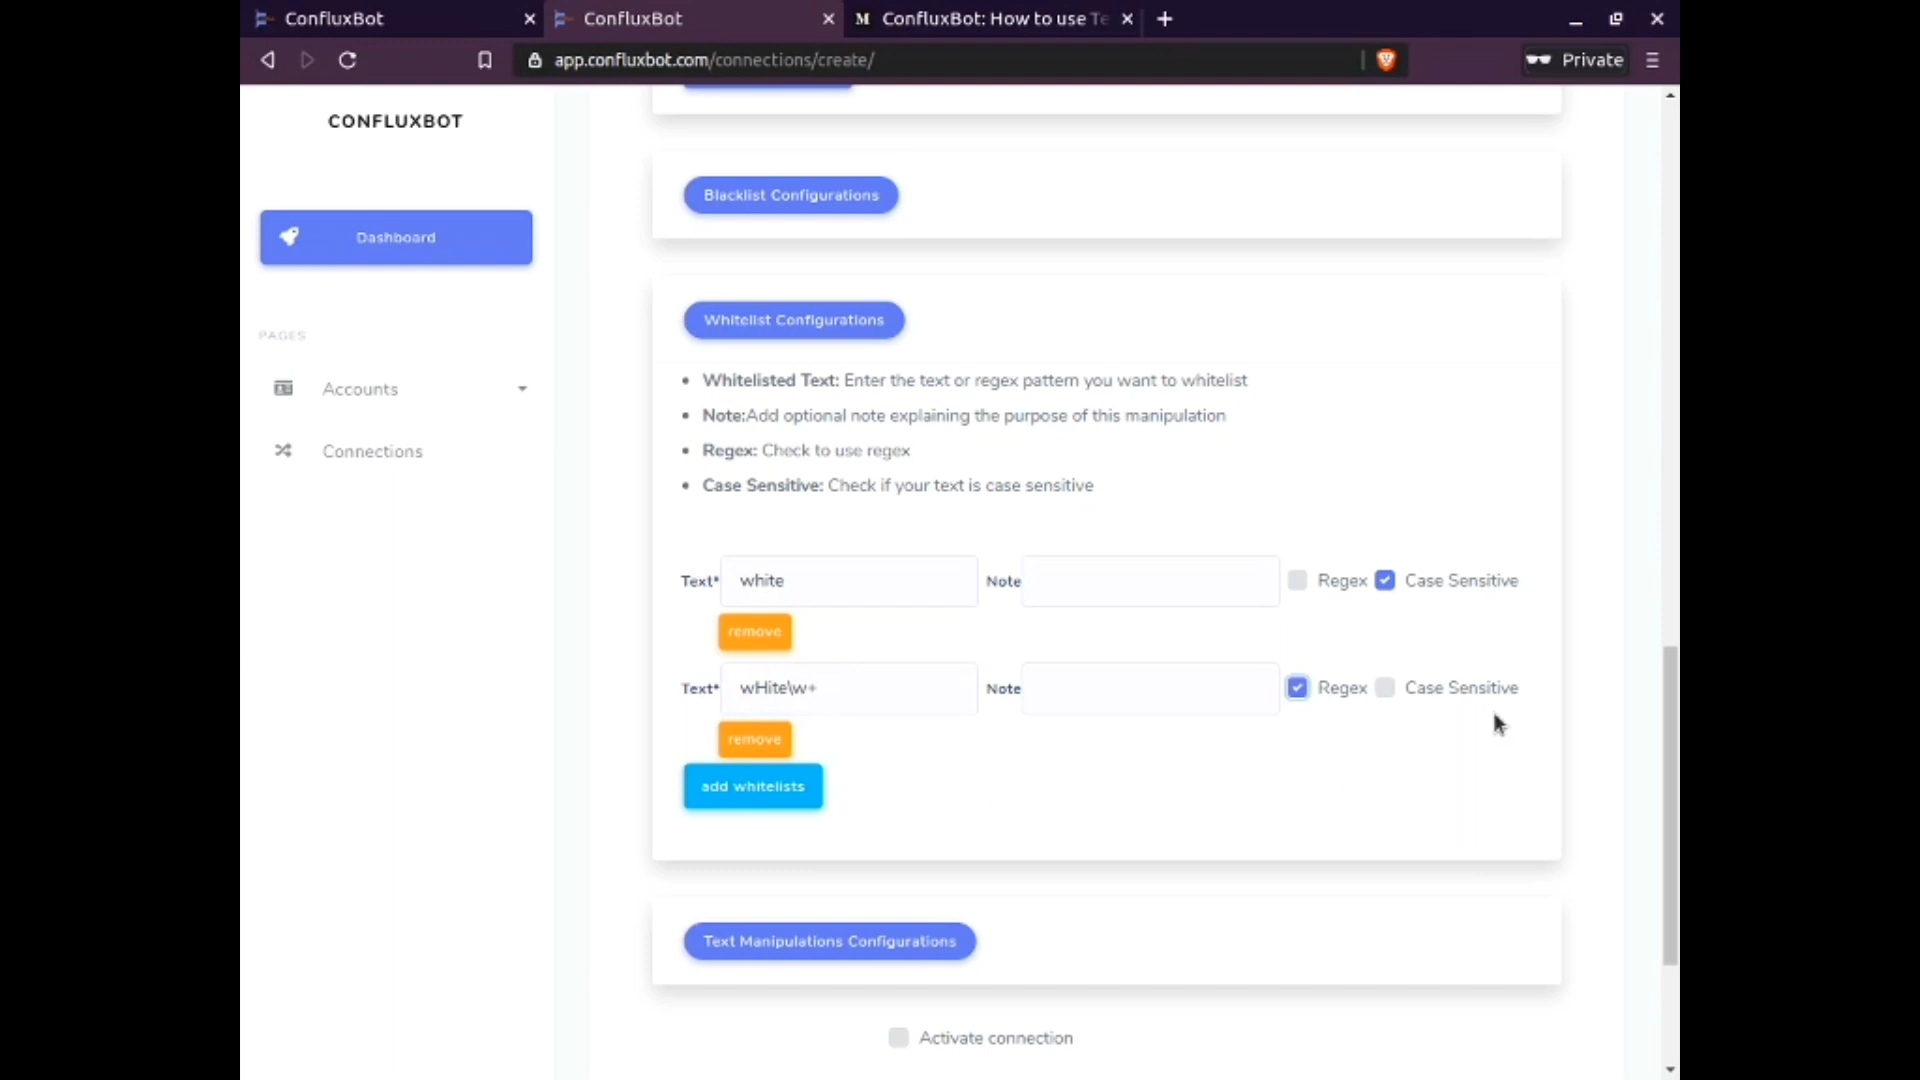 ConfluxBot
ConfluxBot
M ConfluxBot: How to use Te
app.confluxbot.com/connections/create/
Private
CONFLUXBOT
Dashboard
PAGES
Accounts
Connections
Blacklist Configurations
Whitelist Configurations
Whitelisted Text: Enter the text or regex pattern you want to whitelist
Note:Add optional note explaining the purpose of this manipulation
Regex: Check to use regex
Case Sensitive: Check if your text is case sensitive
Text* white Note Regex Case Sensitive
remove
Text* wHite\w+ Note Regex Case Sensitive
remove
add whitelists
Text Manipulations Configurations
Activate connection